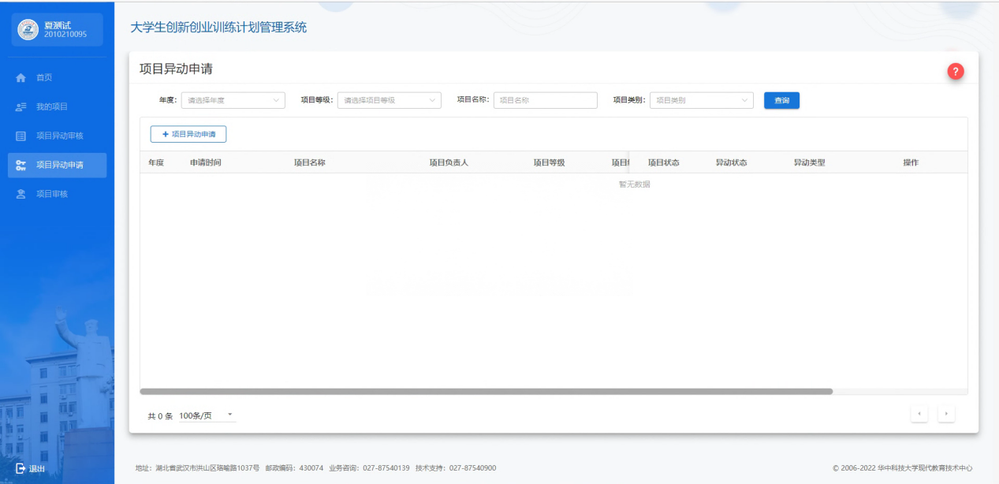 夏测试
2010210095
大学生创新创业训练计划管理系统
首页
我的项目
项目异动审核
项目异动申请
项目审核
退出
项目异动申请
?
年度: 请选择年度 项目等级: 请选择项目等级 项目名称: 项目名称 项目类别: 项目类别 查询
+ 项目异动申请
年度 申请时间 项目名称 项目负责人 项目等级 项目 项目状态 异动状态 异动类型 操作
暂无数据
共 0 条 100条/页
地址: 湖北省武汉市洪山区珞喻路1037号 邮政编码: 430074 业务咨询: 027-87540139 技术支持: 027-87540900
© 2006-2022 华中科技大学现代教育技术中心